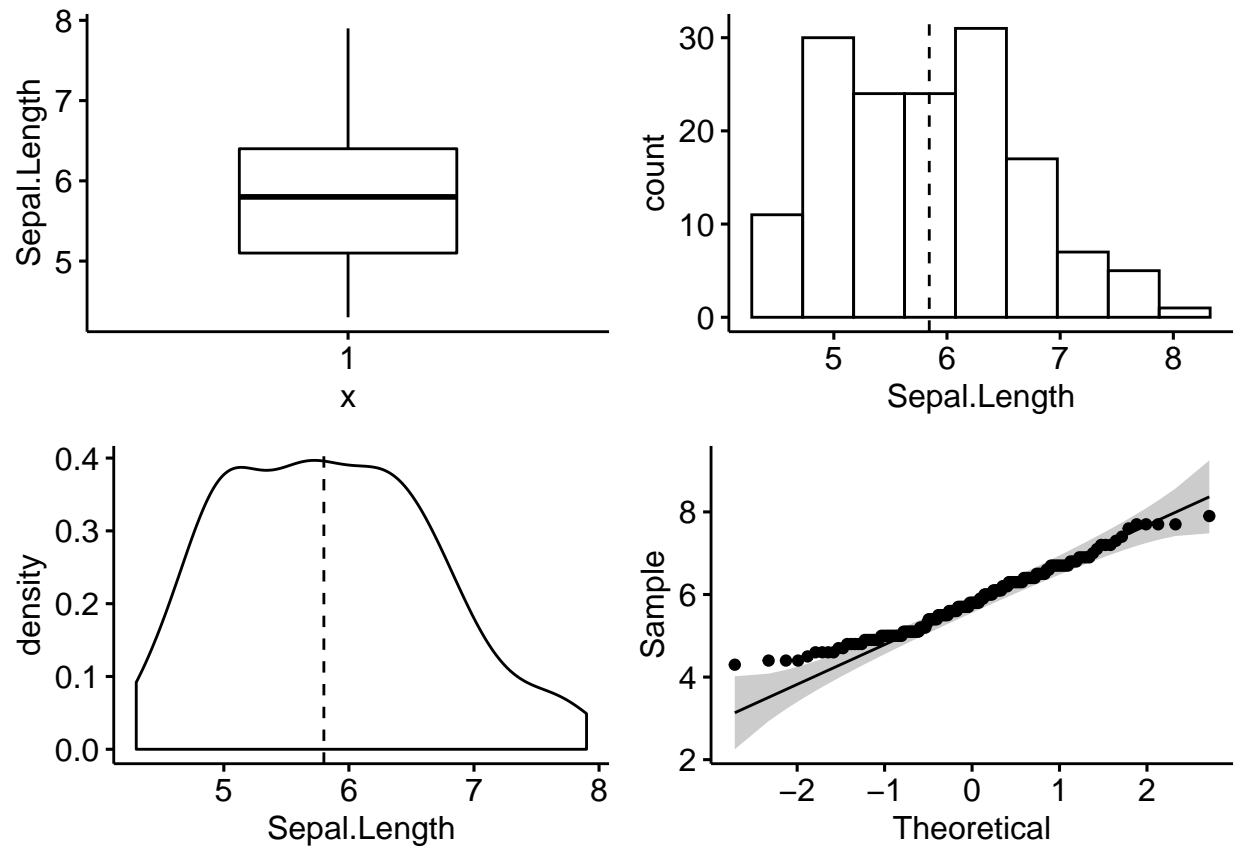 Sepal.Length
8
7
6
5
1
x
count
30
20
10
0
5 6 7 8
Sepal.Length
density
0.4
0.3
0.2
0.1
0.0
5 6 7 8
Sepal.Length
Sample
8
6
4
2
−2 −1 0 1 2
Theoretical